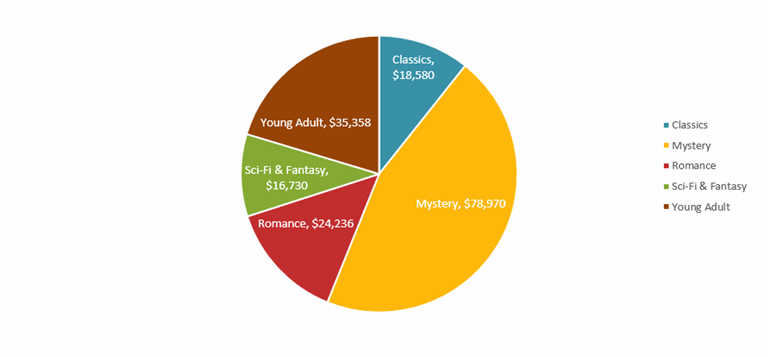 Classics,
$18,580
Young Adult, $35,358
Sci-Fi & Fantasy,
$16,730
Mystery, $78,970
Romance, $24,236
Classics
Mystery
Romance
Sci-Fi & Fantasy
Young Adult